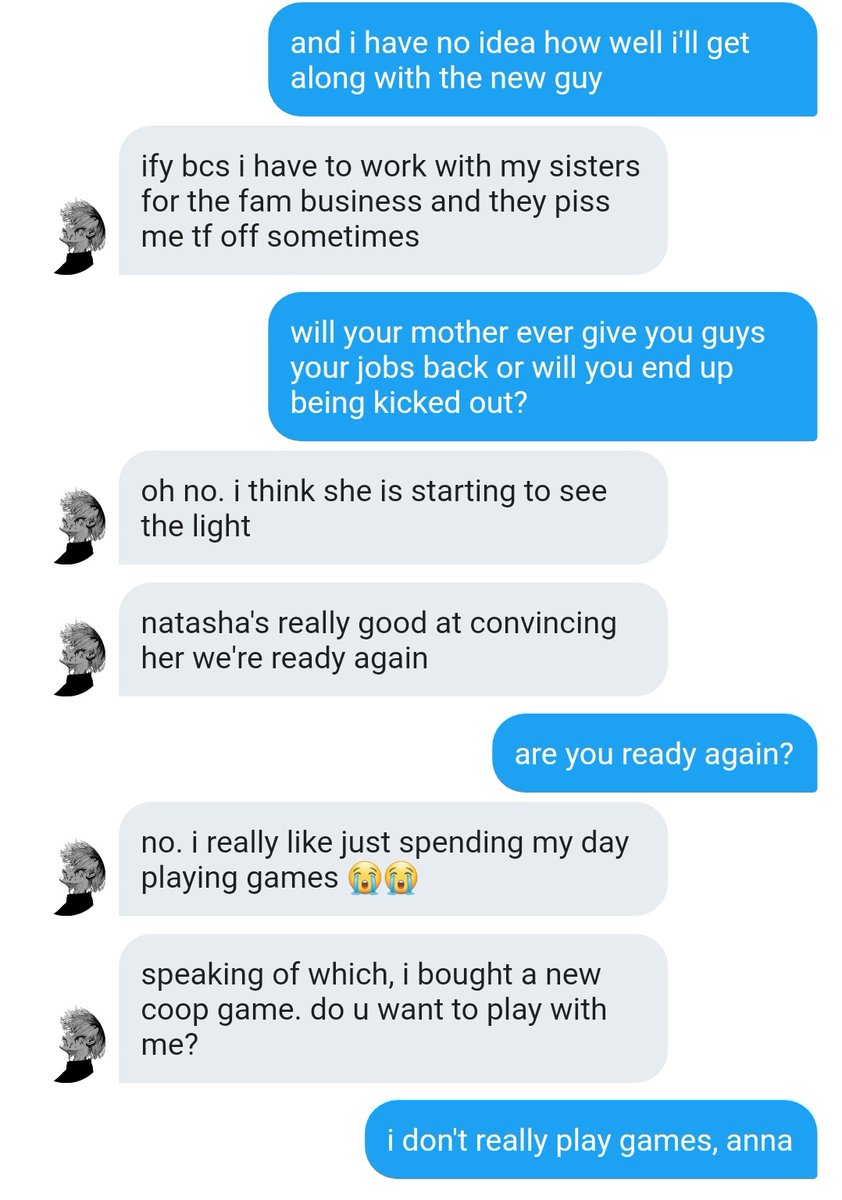 and i have no idea how well i'll get
along with the new guy
ify bcs i have to work with my sisters
for the fam business and they piss
me tf off sometimes
will your mother ever give you guys
your jobs back or will you end up
being kicked out?
oh no. i think she is starting to see
the light
natasha's really good at convincing
her we're ready again
are you ready again?
no. i really like just spending my day
playing games 😭😭
speaking of which, i bought a new
coop game. do u want to play with
me?
i don't really play games, anna